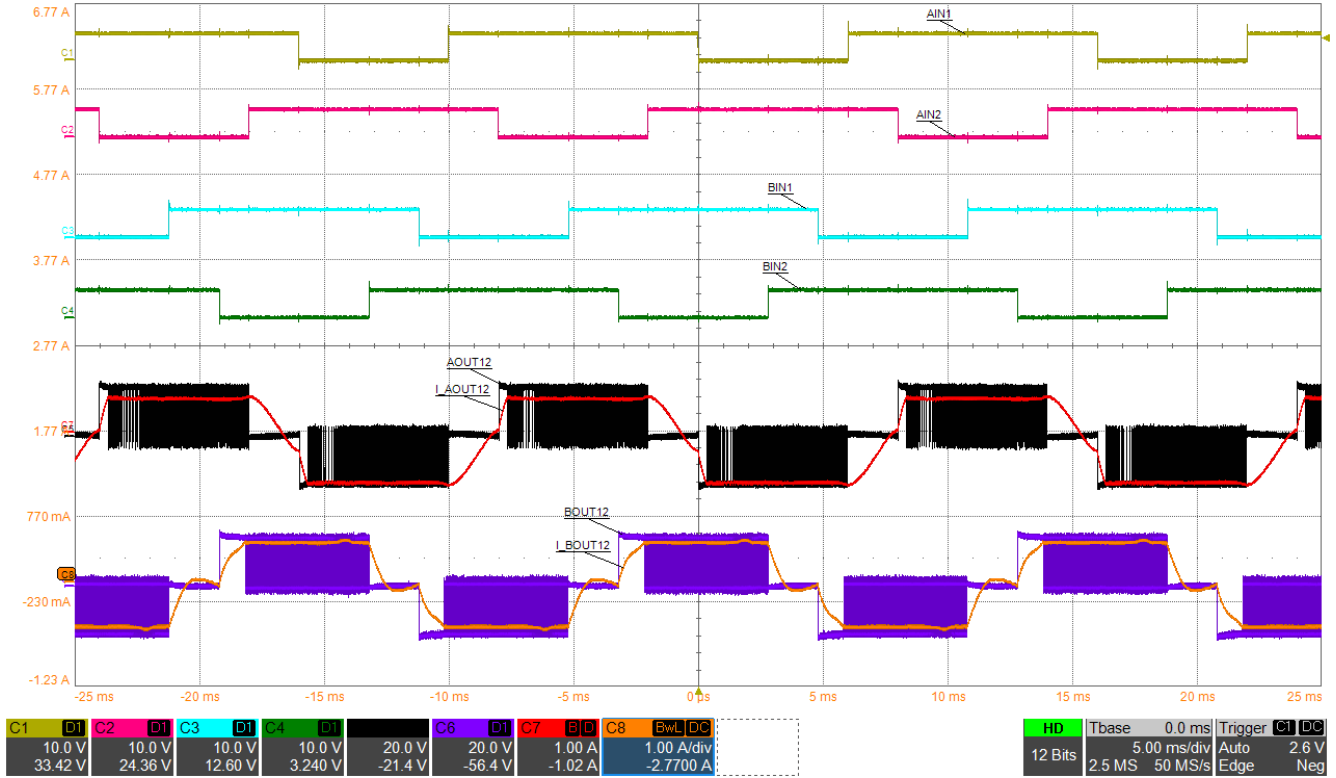 6.77 A
AIN1
C1
5.77 A
C2
AIN2
4.77 A
BIN1
C3
3.77 A
BIN2
C4
2.77 A
AOUT12
I_AOUT12
1.77 A
770 mA
BOUT12
I_BOUT12
C8
-230 mA
-1.23 A
-25 ms -20 ms -15 ms -10 ms -5 ms 0 s 5 ms 10 ms 15 ms 20 ms 25 ms
C1 D1 C2 D1 C3 D1 C4 D1 C6 D1 C7 B D C8 BwL DC HD Tbase 0.0 ms Trigger C1 DC
10.0 V 10.0 V 10.0 V 10.0 V 20.0 V 20.0 V 1.00 A 1.00 A/div 12 Bits 5.00 ms/div Auto 2.6 V
33.42 V 24.36 V 12.60 V 3.240 V -21.4 V -56.4 V -1.02 A -2.7700 A 2.5 MS 50 MS/s Edge Neg